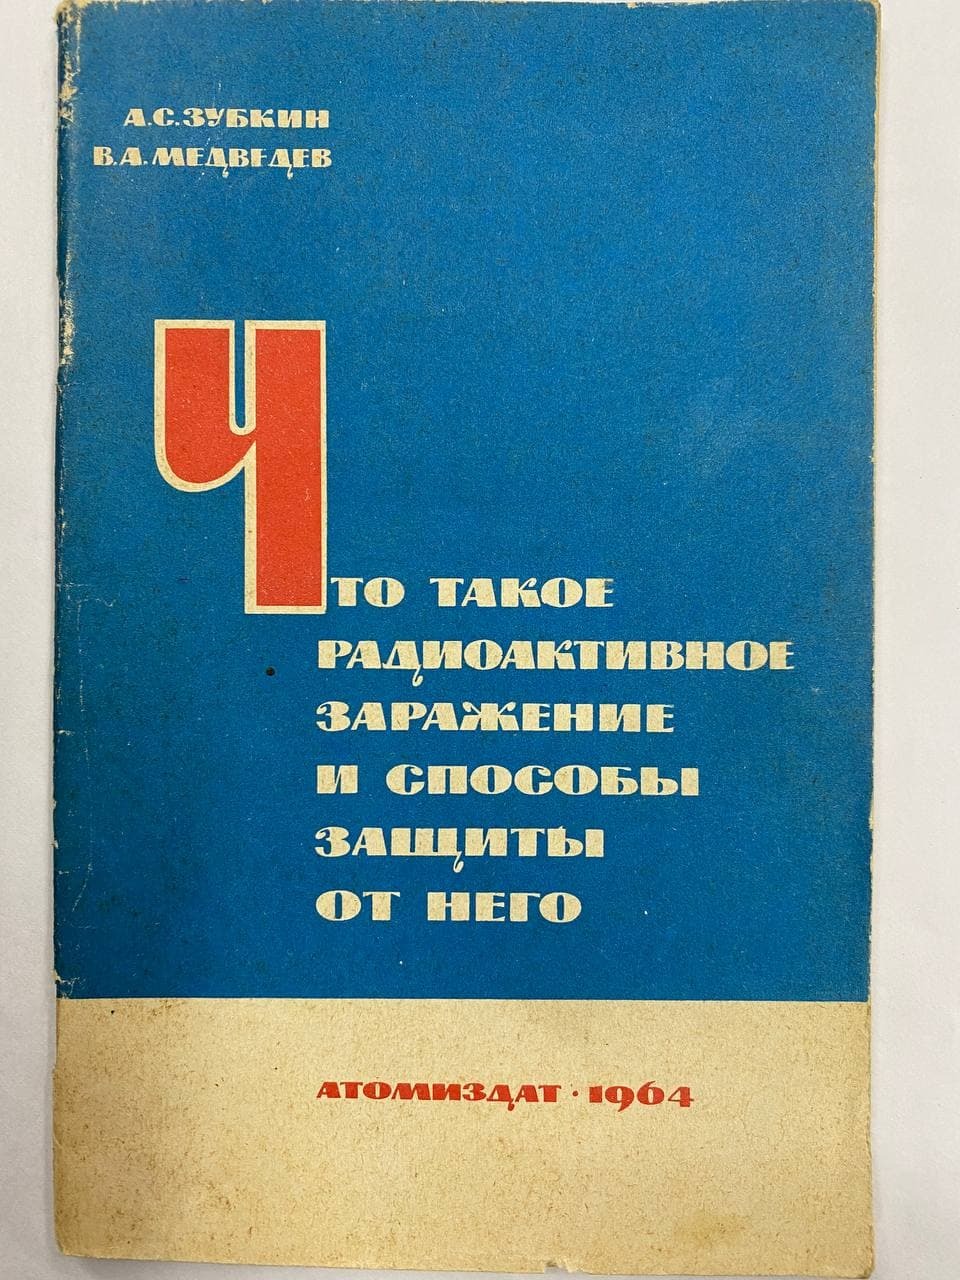 А.С.ЗУБКИН
В.А.МЕДВЕДЕВ
ЧТО ТАКОЕ
РАДИОАКТИВНОЕ
ЗАРАЖЕНИЕ
И СПОСОБЫ
ЗАЩИТЫ
ОТ НЕГО
АТОМИЗДАТ · 1964